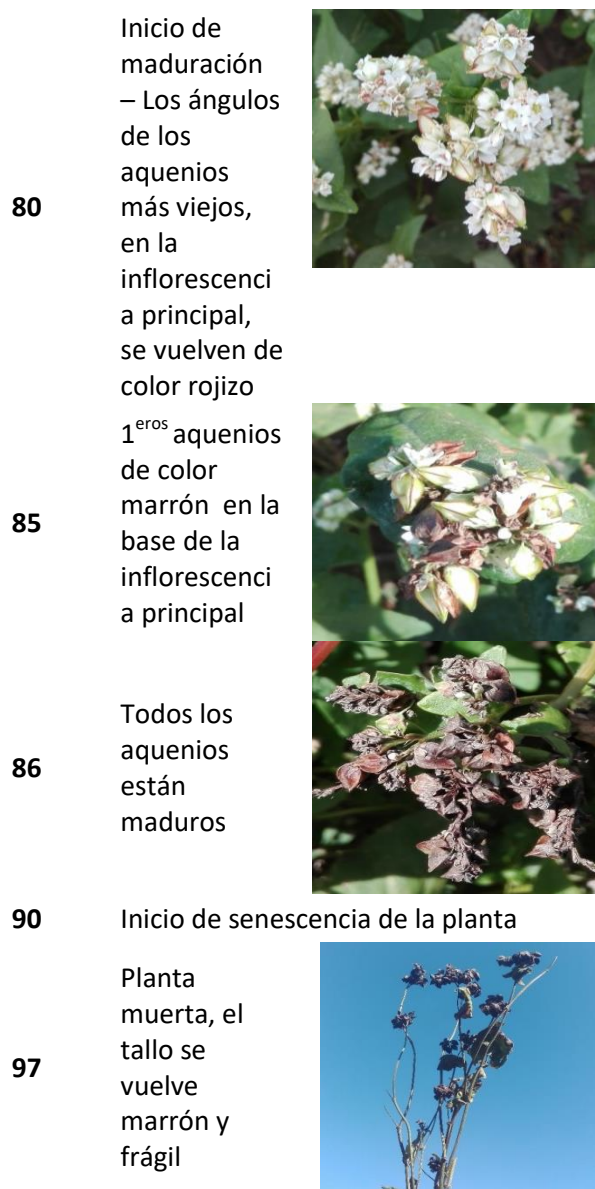 Inicio de
maduración
– Los ángulos
de los
aquenios
80 más viejos,
en la
inflorescenci
a principal,
se vuelven de
color rojizo
1eros aquenios
de color
marrón en la
85 base de la
inflorescenci
a principal
Todos los
aquenios
86 están
maduros
90 Inicio de senescencia de la planta
Planta
muerta, el
97 tallo se
vuelve
marrón y
frágil